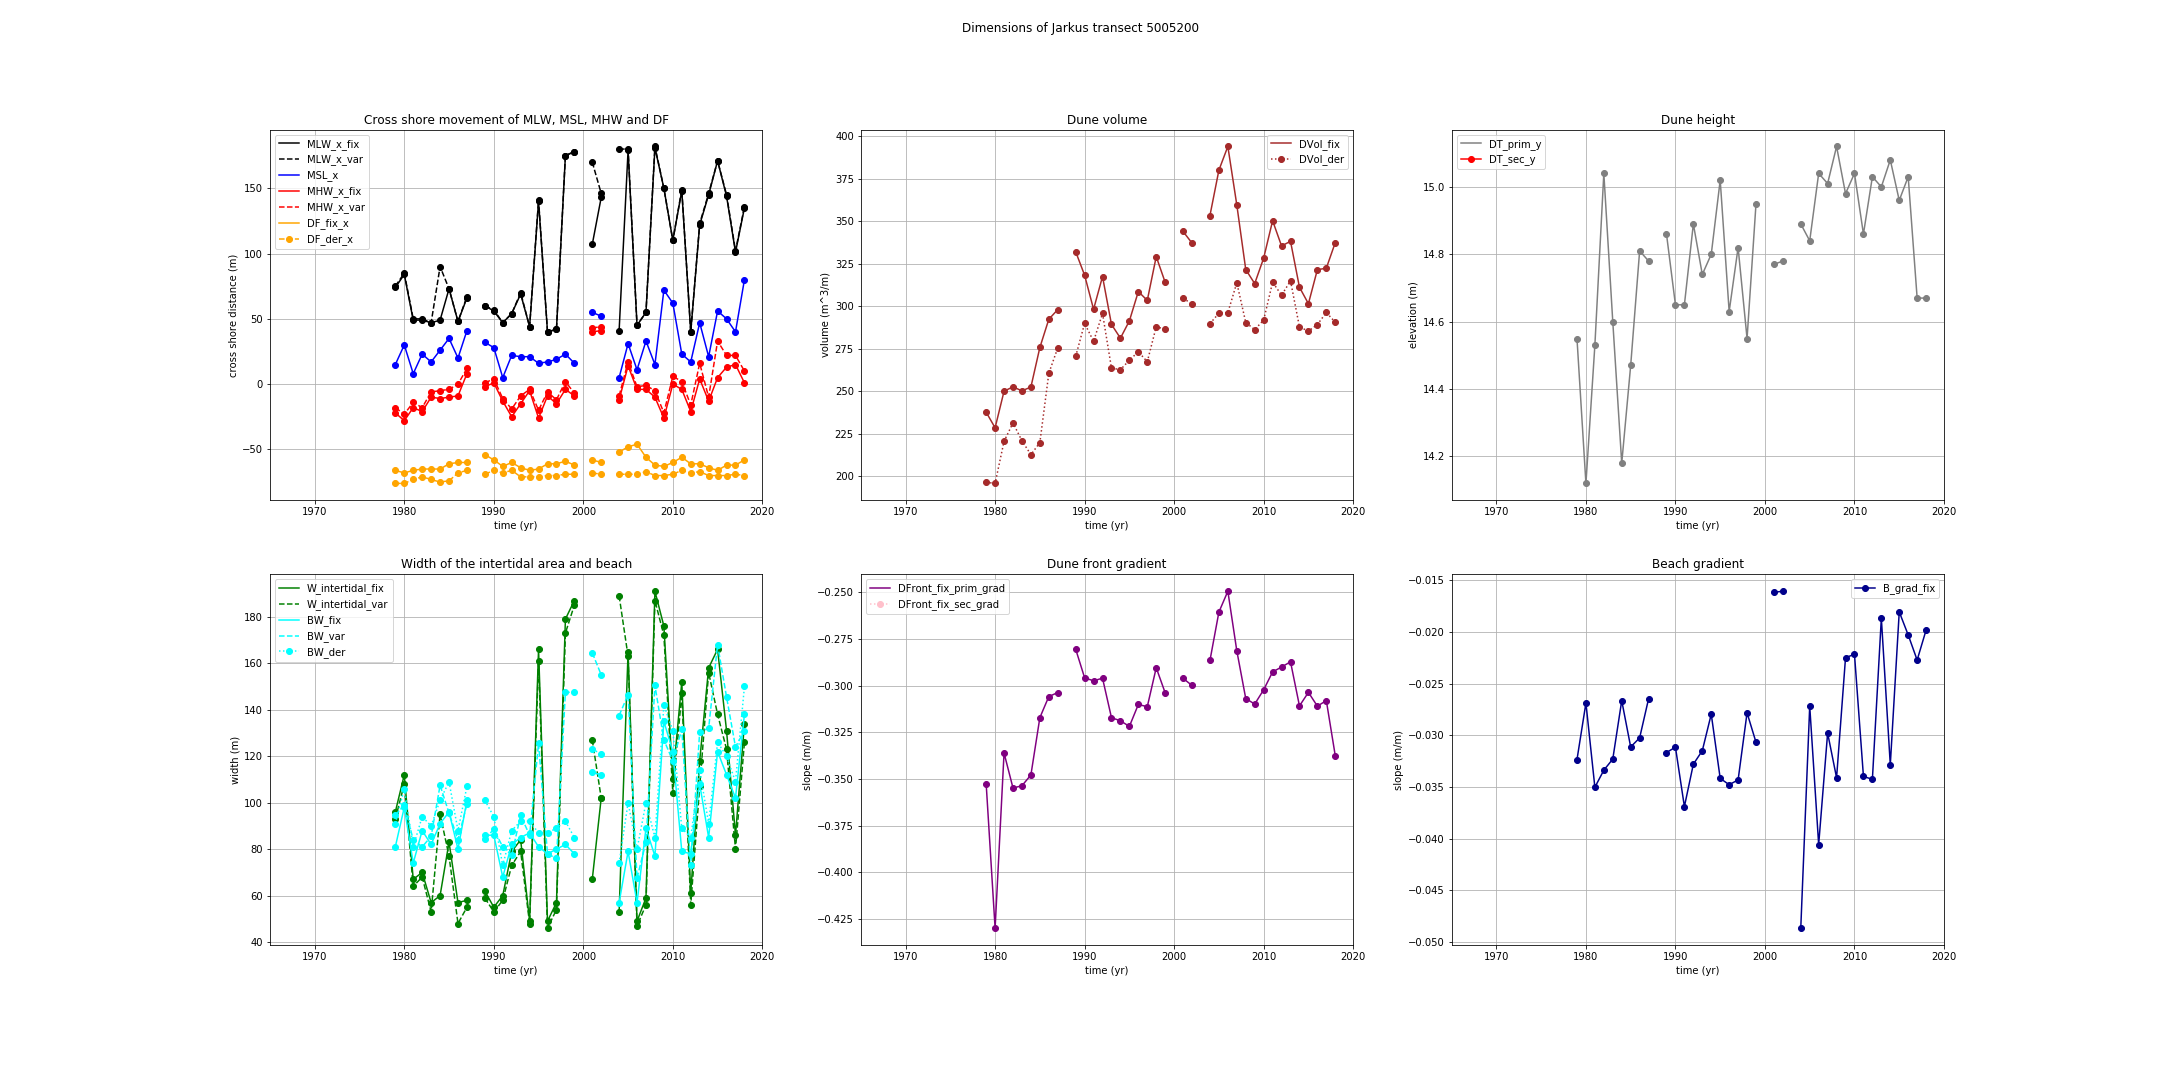 Dimensions of Jarkus transect 5005200
Cross shore movement of MLW, MSL, MHW and DF
MLW_x_fix
MLW_x_var
MSL_x
MHW_x_fix
MHW_x_var
DF_fix_x
DF_der_x
cross shore distance (m)
150
100
50
0
−50
1970
1980
1990
2000
2010
2020
time (yr)
Dune volume
DVol_fix
DVol_der
volume (m^3/m)
400
375
350
325
300
275
250
225
200
1970
1980
1990
2000
2010
2020
time (yr)
Dune height
DT_prim_y
DT_sec_y
elevation (m)
15.0
14.8
14.6
14.4
14.2
1970
1980
1990
2000
2010
2020
time (yr)
Width of the intertidal area and beach
W_intertidal_fix
W_intertidal_var
BW_fix
BW_var
BW_der
width (m)
180
160
140
120
100
80
60
40
1970
1980
1990
2000
2010
2020
time (yr)
Dune front gradient
DFront_fix_prim_grad
DFront_fix_sec_grad
slope (m/m)
−0.250
−0.275
−0.300
−0.325
−0.350
−0.375
−0.400
−0.425
1970
1980
1990
2000
2010
2020
time (yr)
Beach gradient
B_grad_fix
slope (m/m)
−0.015
−0.020
−0.025
−0.030
−0.035
−0.040
−0.045
−0.050
1970
1980
1990
2000
2010
2020
time (yr)